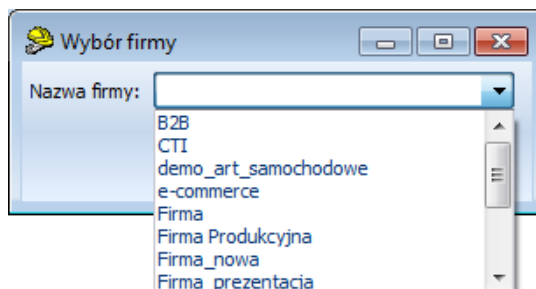 Wybór firmy
Nazwa firmy:
B2B
CTI
demo_art_samochodowe
e-commerce
Firma
Firma Produkcyjna
Firma_nowa
Firma_prezentacja